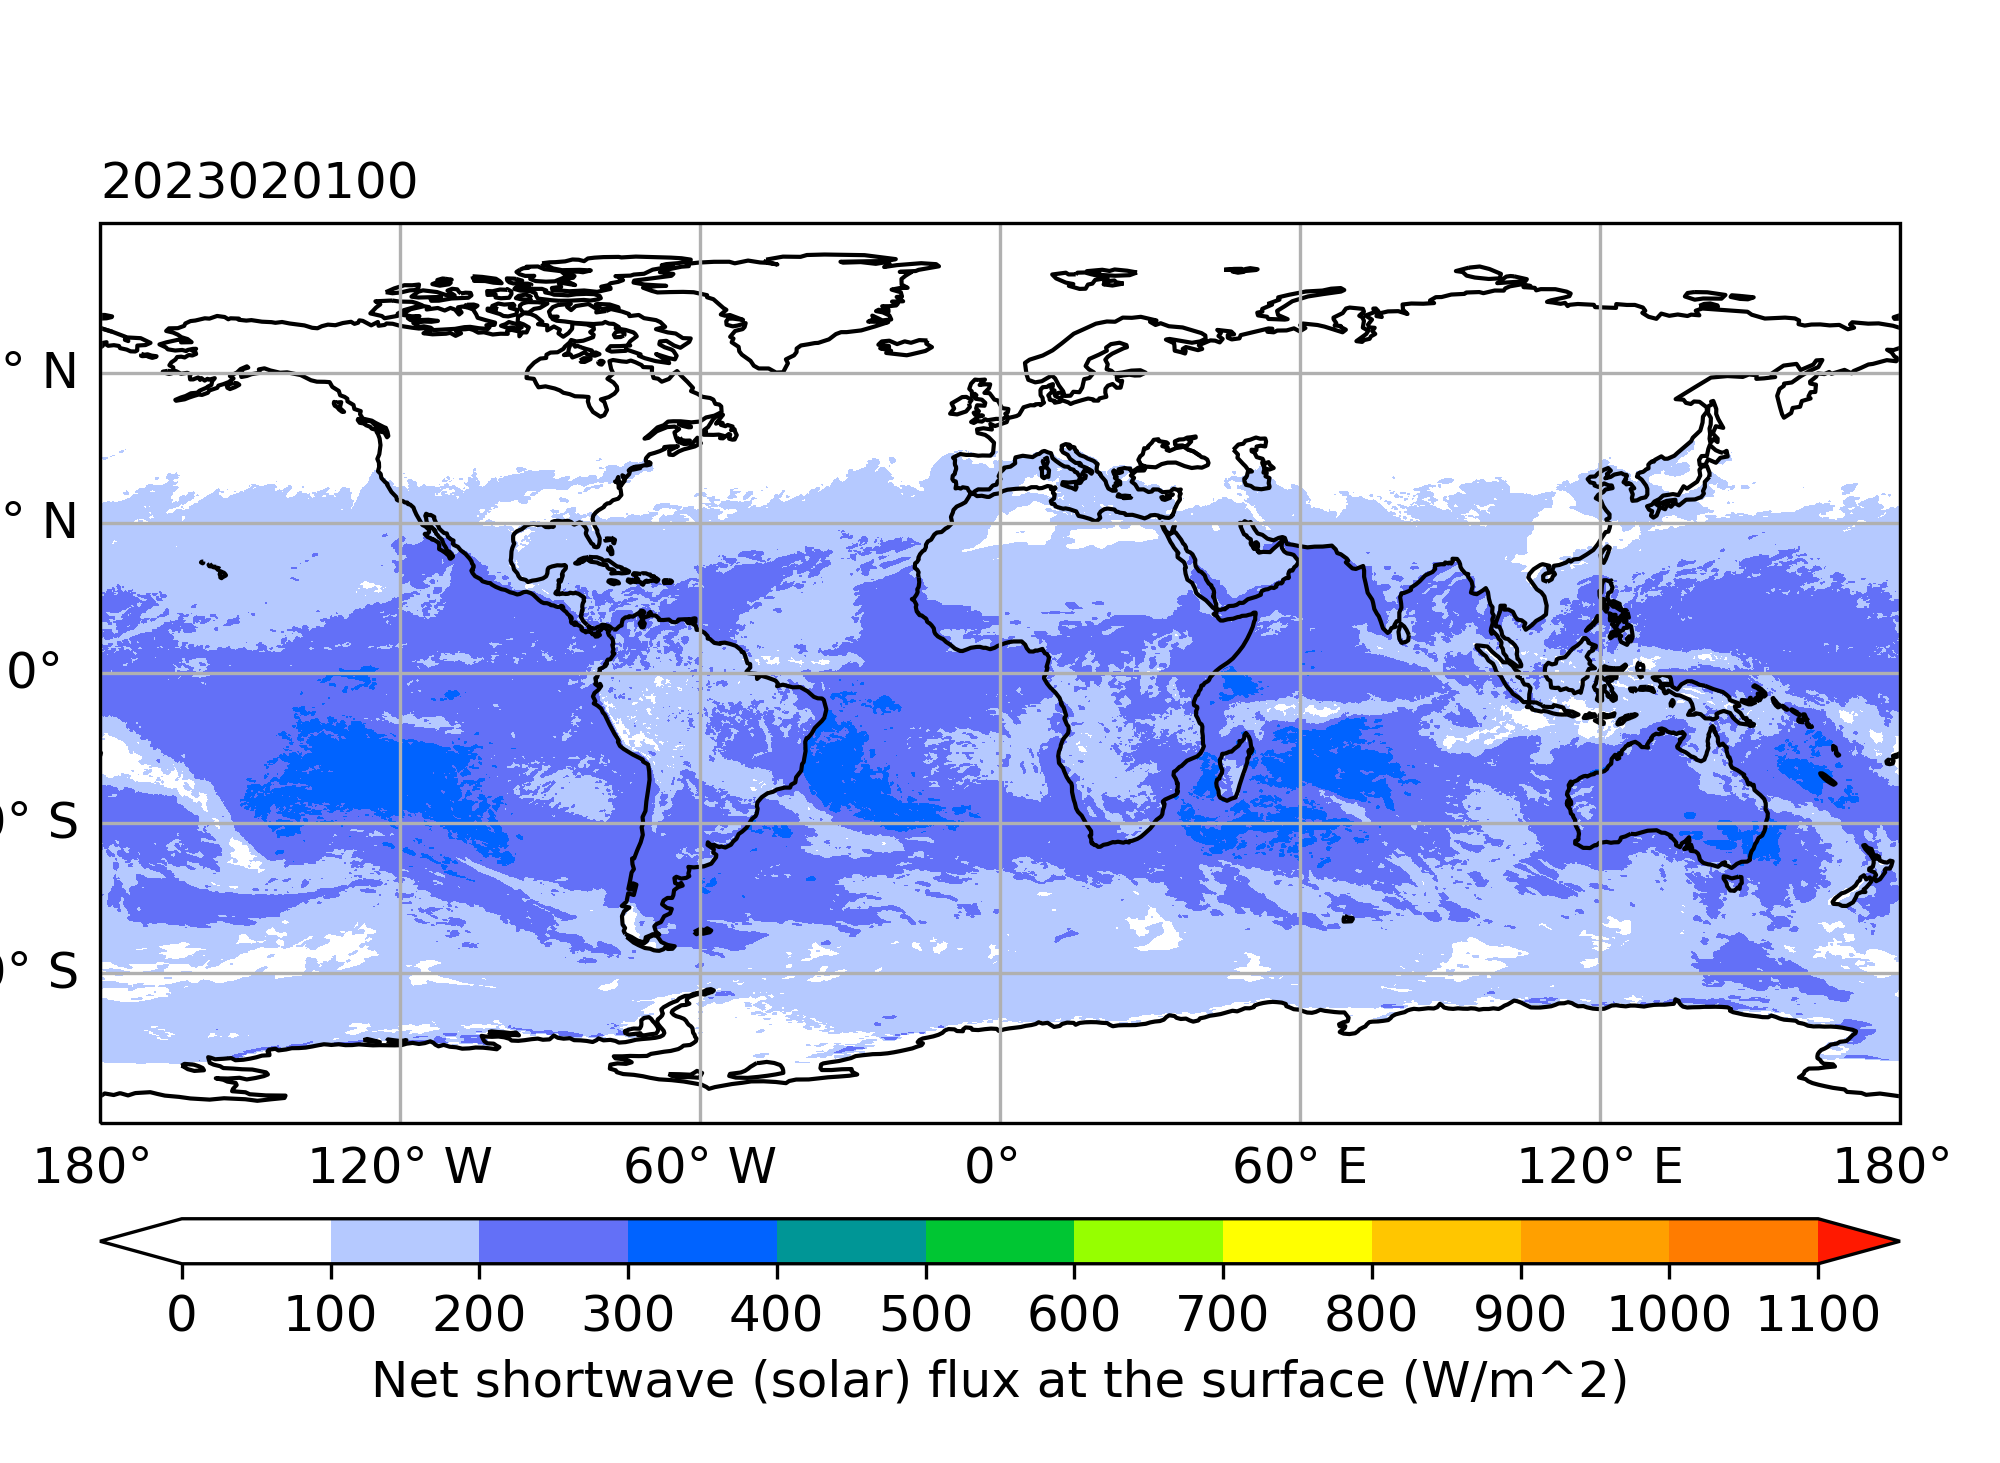 2023020100
° N
° N
0°
° S
° S
180° 120° W 60° W 0° 60° E 120° E 180°
0 100 200 300 400 500 600 700 800 900 1000 1100
Net shortwave (solar) flux at the surface (W/m^2)